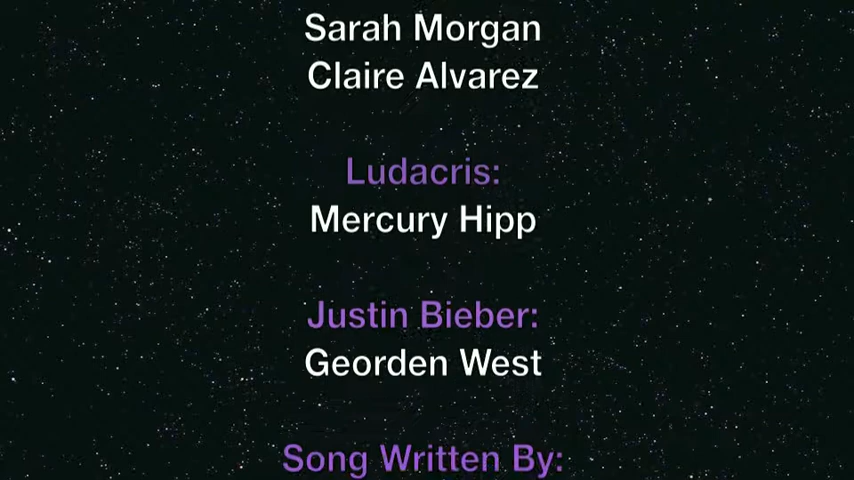 Sarah Morgan
Claire Alvarez
Ludacris:
Mercury Hipp
Justin Bieber:
Georden West
Song Written By: